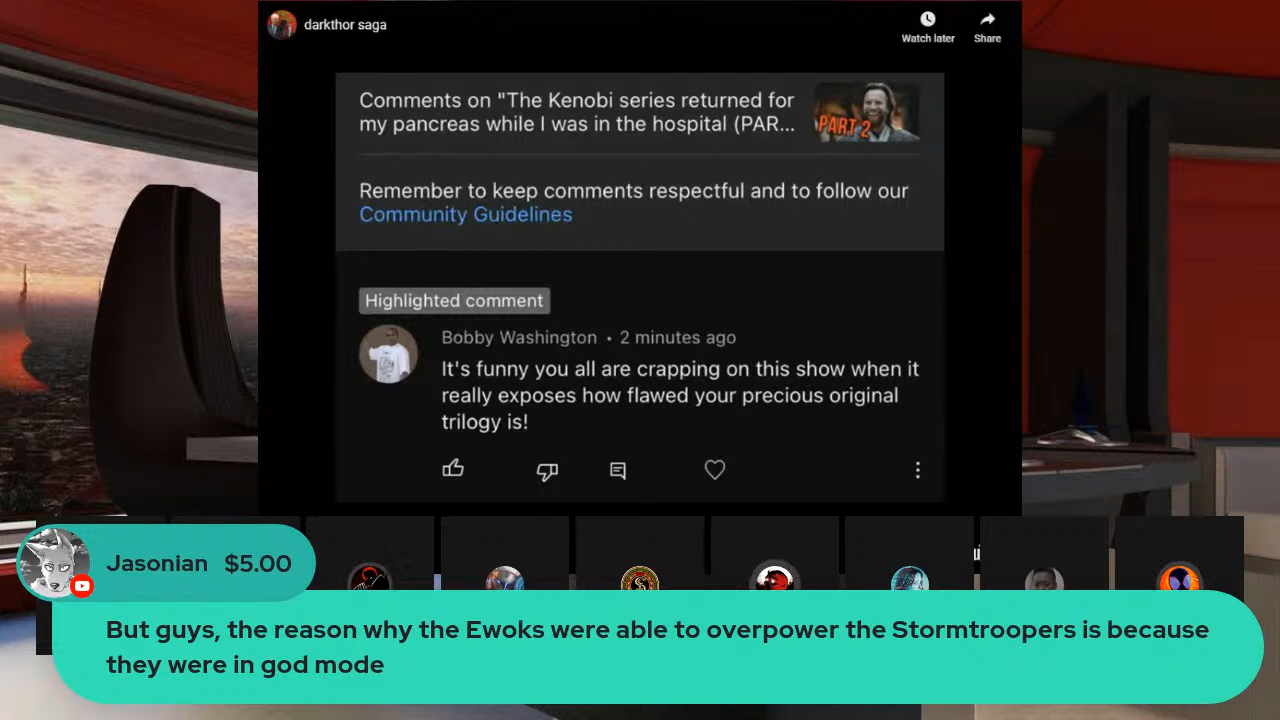 darkthor saga
Watch later
Share
Comments on "The Kenobi series returned for
my pancreas while I was in the hospital (PAR...
PART 2
Remember to keep comments respectful and to follow our
Community Guidelines
Highlighted comment
Bobby Washington • 2 minutes ago
It's funny you all are crapping on this show when it
really exposes how flawed your precious original
trilogy is!
Jasonian $5.00
But guys, the reason why the Ewoks were able to overpower the Stormtroopers is because
they were in god mode